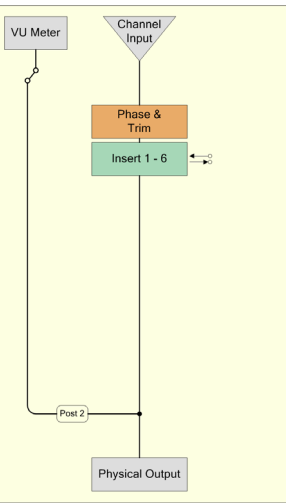 VU Meter
Channel
Input
Phase &
Trim
Insert 1 - 6
Post 2
Physical Output